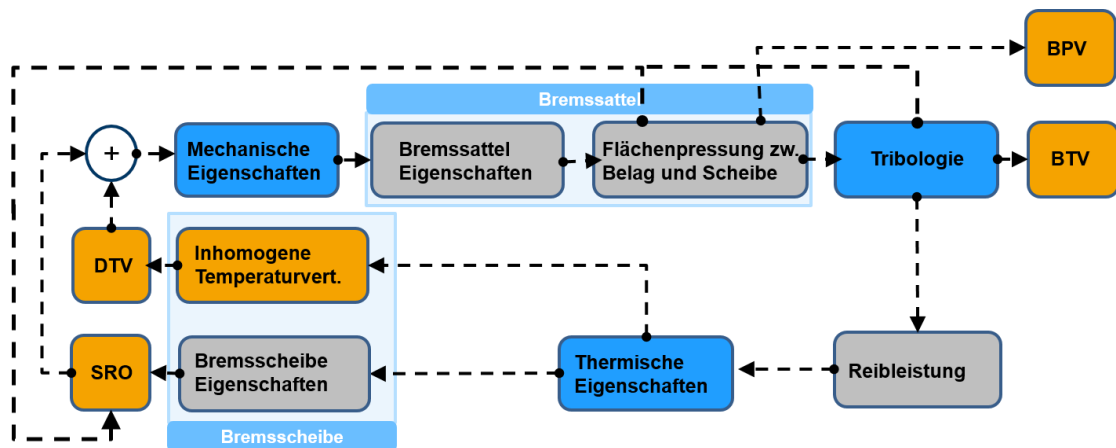 BPV
Bremssattel
+
Mechanische
Eigenschaften
Bremssattel
Eigenschaften
Flächenpressung zw.
Belag und Scheibe
Tribologie
BTV
DTV
Inhomogene
Temperaturvert.
SRO
Bremsscheibe
Eigenschaften
Thermische
Eigenschaften
Reibleistung
Bremsscheibe